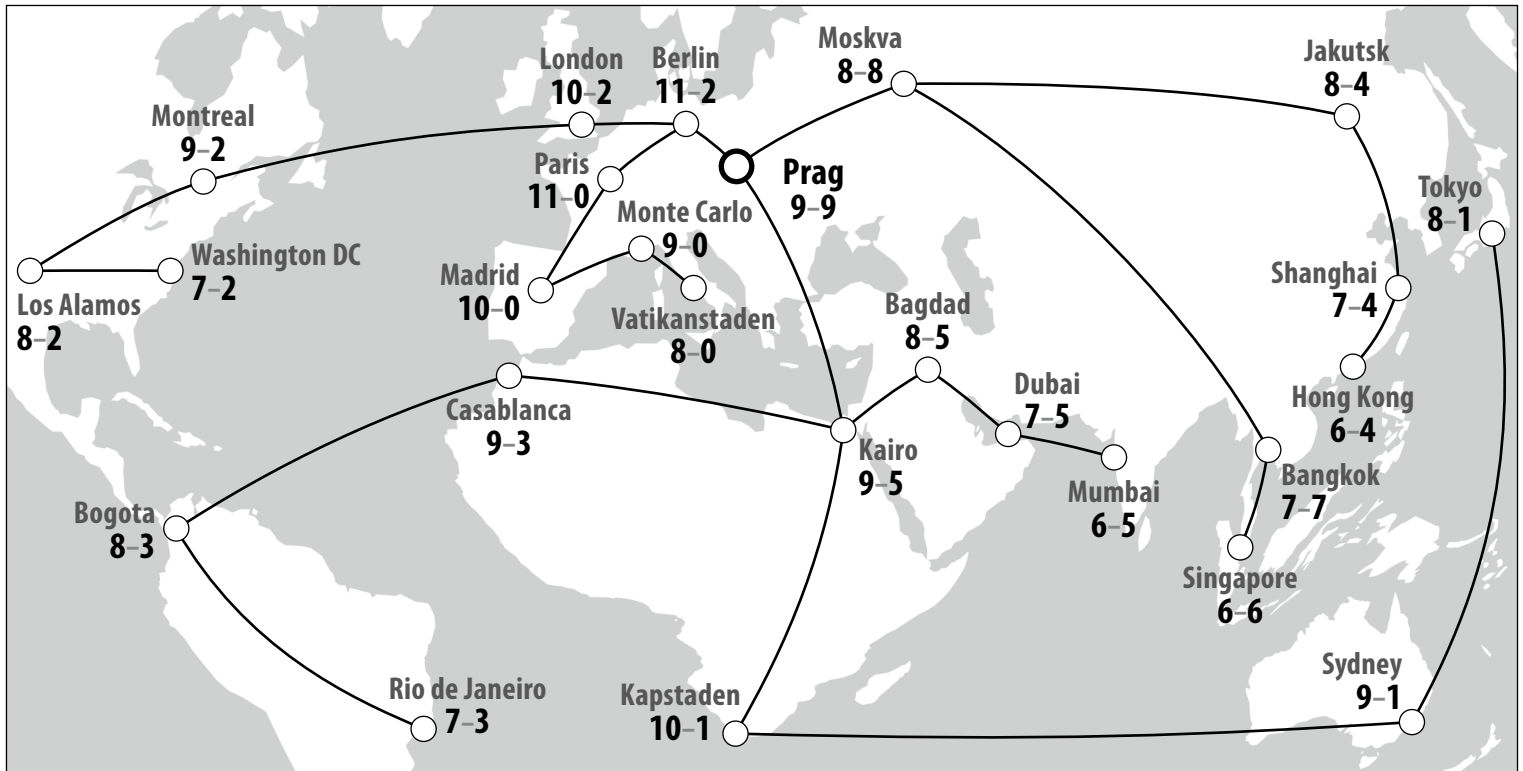 Moskva
8–8
Jakutsk
8–4
London
10–2
Berlin
11–2
Montreal
9–2
Paris
11–0
Prag
9–9
Tokyo
8–1
Monte Carlo
9–0
Washington DC
7–2
Madrid
10–0
Shanghai
7–4
Los Alamos
8–2
Vatikanstaden
8–0
Bagdad
8–5
Dubai
7–5
Hong Kong
6–4
Casablanca
9–3
Kairo
9–5
Mumbai
6–5
Bangkok
7–7
Bogota
8–3
Singapore
6–6
Rio de Janeiro
7–3
Kapstaden
10–1
Sydney
9–1